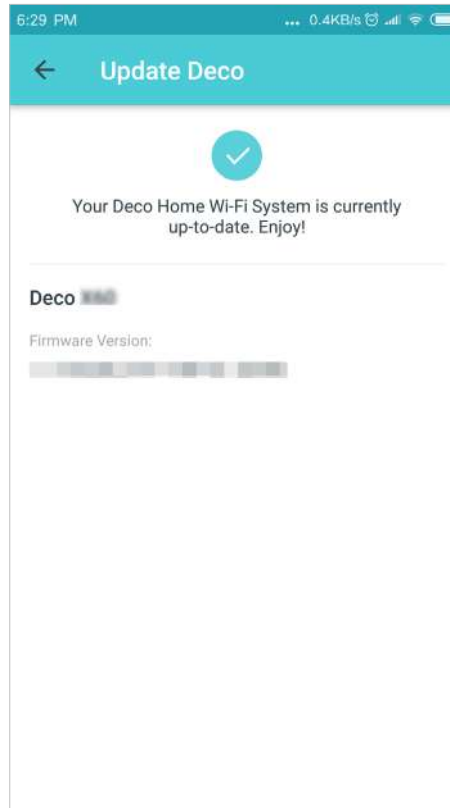 6:29 PM ... 0.4KB/s
Update Deco
Your Deco Home Wi-Fi System is currently
up-to-date. Enjoy!
Deco
Firmware Version: